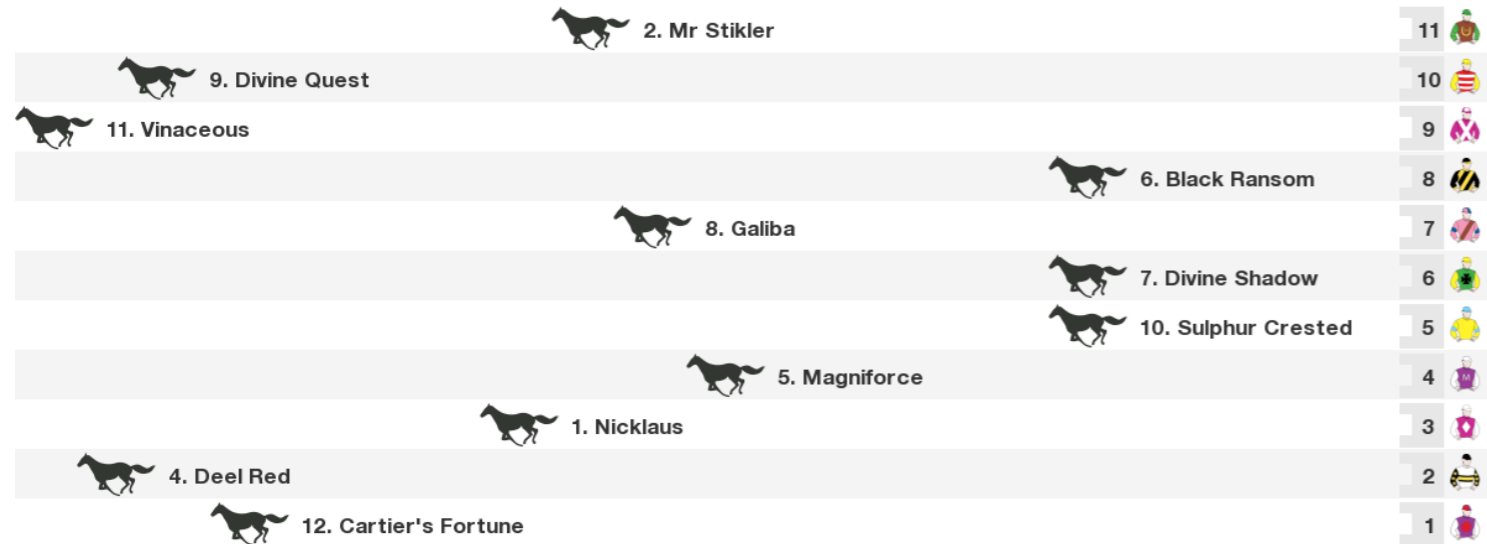 2. Mr Stikler 11
9. Divine Quest 10
11. Vinaceous 9
6. Black Ransom 8
8. Galiba 7
7. Divine Shadow 6
10. Sulphur Crested 5
5. Magniforce 4
M
1. Nicklaus 3
4. Deel Red 2
12. Cartier's Fortune 1